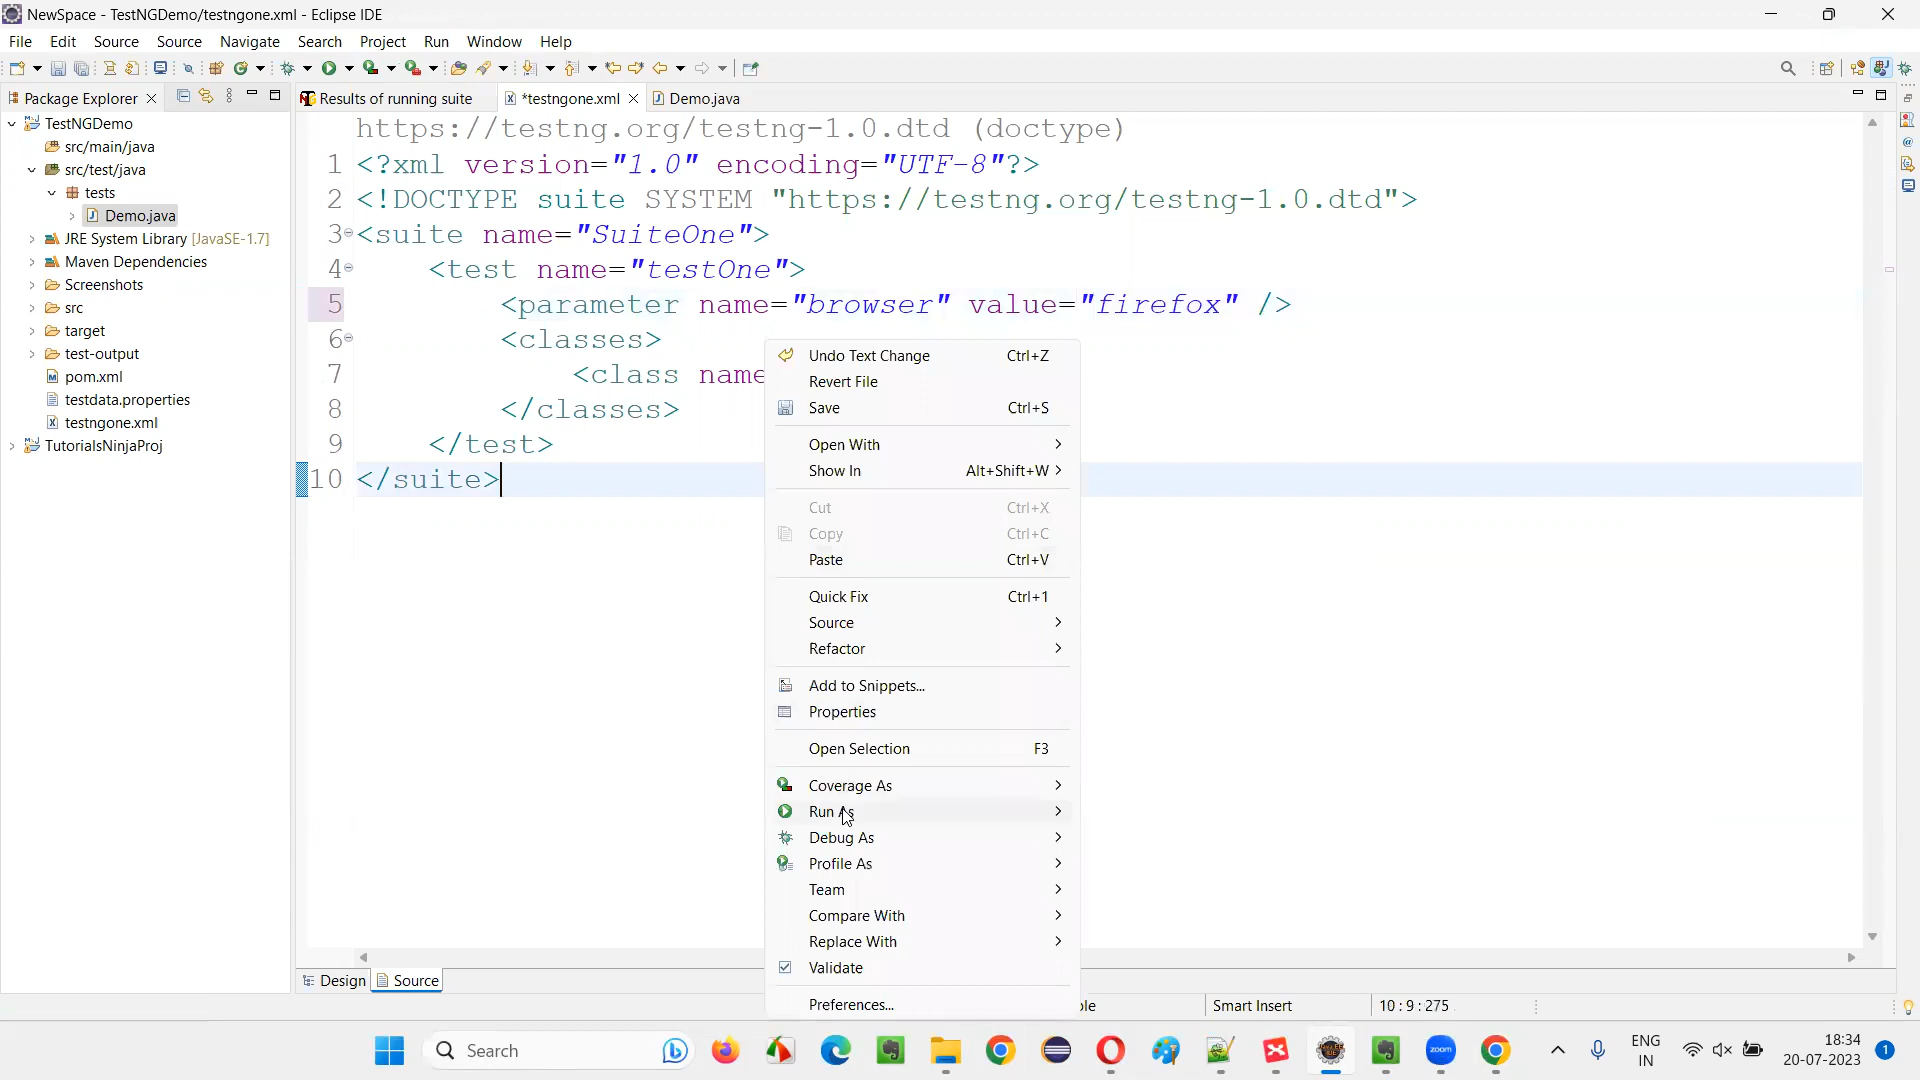 NewSpace - TestNGDemo/testngone.xml - Eclipse IDE
File Edit Source Source Navigate Search Project Run Window Help
Package Explorer
Results of running suite
*testngone.xml
Demo.java
TestNGDemo
src/main/java
src/test/java
tests
Demo.java
JRE System Library [JavaSE-1.7]
Maven Dependencies
Screenshots
src
target
test-output
pom.xml
testdata.properties
testngone.xml
TutorialsNinjaProj
https://testng.org/testng-1.0.dtd (doctype)
1 <?xml version="1.0" encoding="UTF-8"?>
2 <!DOCTYPE suite SYSTEM "https://testng.org/testng-1.0.dtd">
3 <suite name="SuiteOne">
4 <test name="testOne">
5 <parameter name="browser" value="firefox" />
6 <classes>
7 <class name
8 </classes>
9 </test>
10 </suite>
Undo Text Change Ctrl+Z
Revert File
Save Ctrl+S
Open With
Show In Alt+Shift+W
Cut Ctrl+X
Copy Ctrl+C
Paste Ctrl+V
Quick Fix Ctrl+1
Source
Refactor
Add to Snippets...
Properties
Open Selection F3
Coverage As
Run As
Debug As
Profile As
Team
Compare With
Replace With
Validate
Preferences...
Design
Source
ble
Smart Insert
10 : 9 : 275
Search
zoom
ENG
IN
18:34
20-07-2023
1